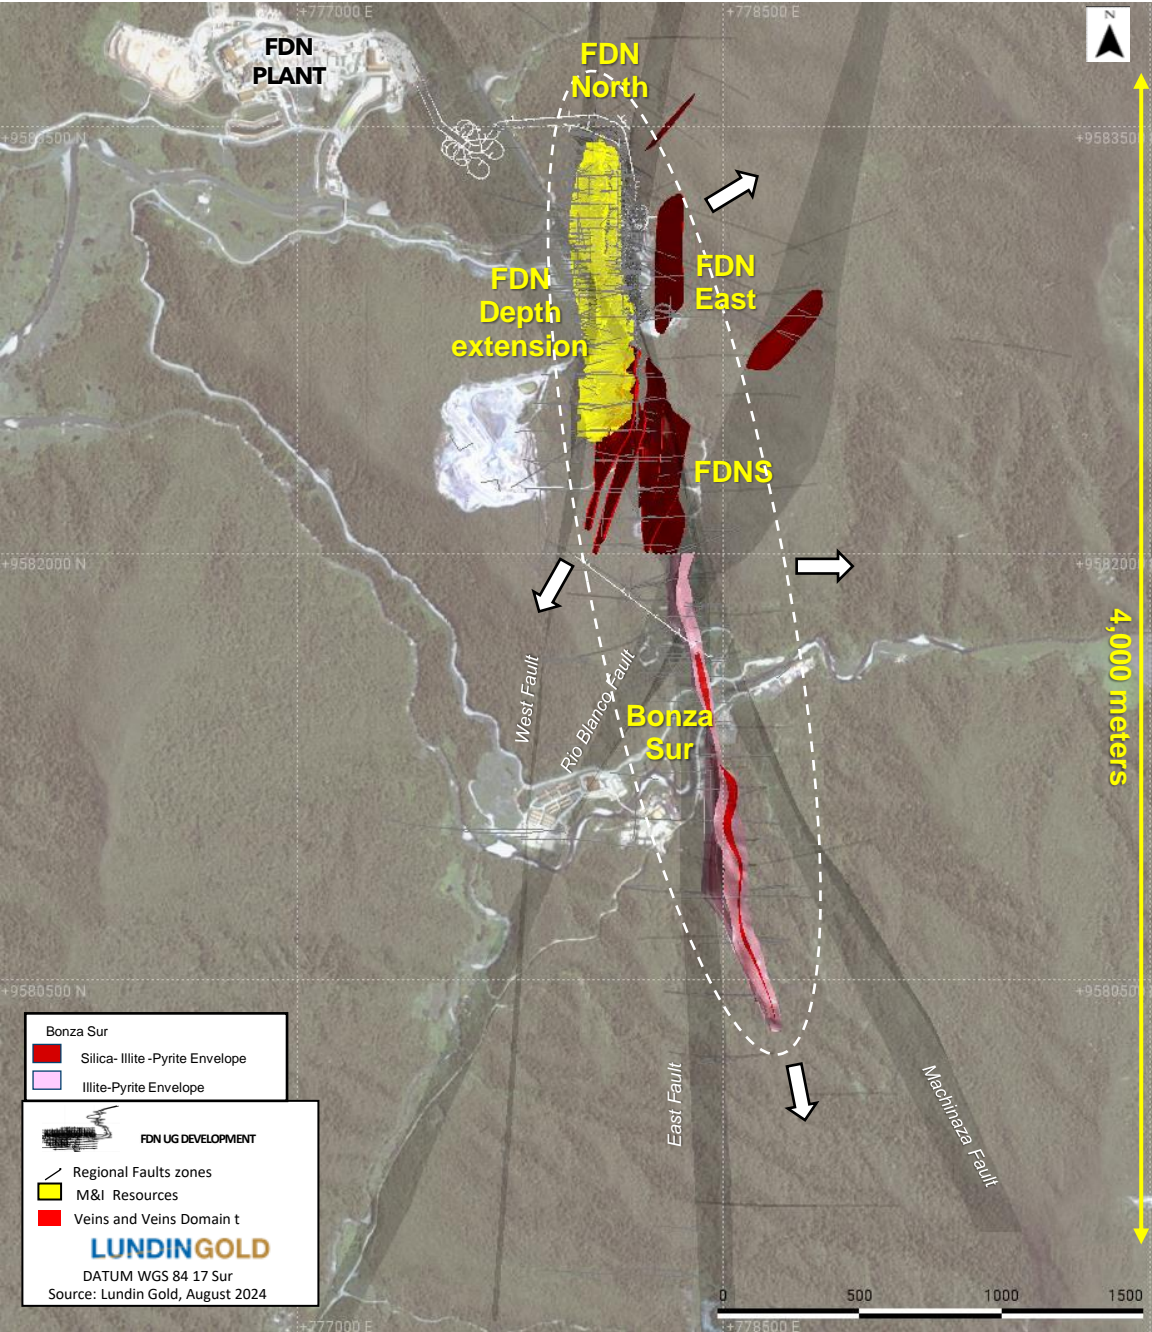 +777000 E
+778500 E
N
FDN
PLANT
FDN
North
+9583500 N
+9583500
FDN
East
FDN
Depth
extension
FDNS
+9582000 N
+9582000
4,000 meters
West Fault
Rio Blanco Fault
Bonza
Sur
+9580500 N
+9580500
East Fault
Machinaza Fault
Bonza Sur
Silica- Illite -Pyrite Envelope
Illite-Pyrite Envelope
FDN UG DEVELOPMENT
Regional Faults zones
M&I Resources
Veins and Veins Domain t
LUNDINGOLD
DATUM WGS 84 17 Sur
Source: Lundin Gold, August 2024
0 500 1000 1500
+777000 E
+778500 E